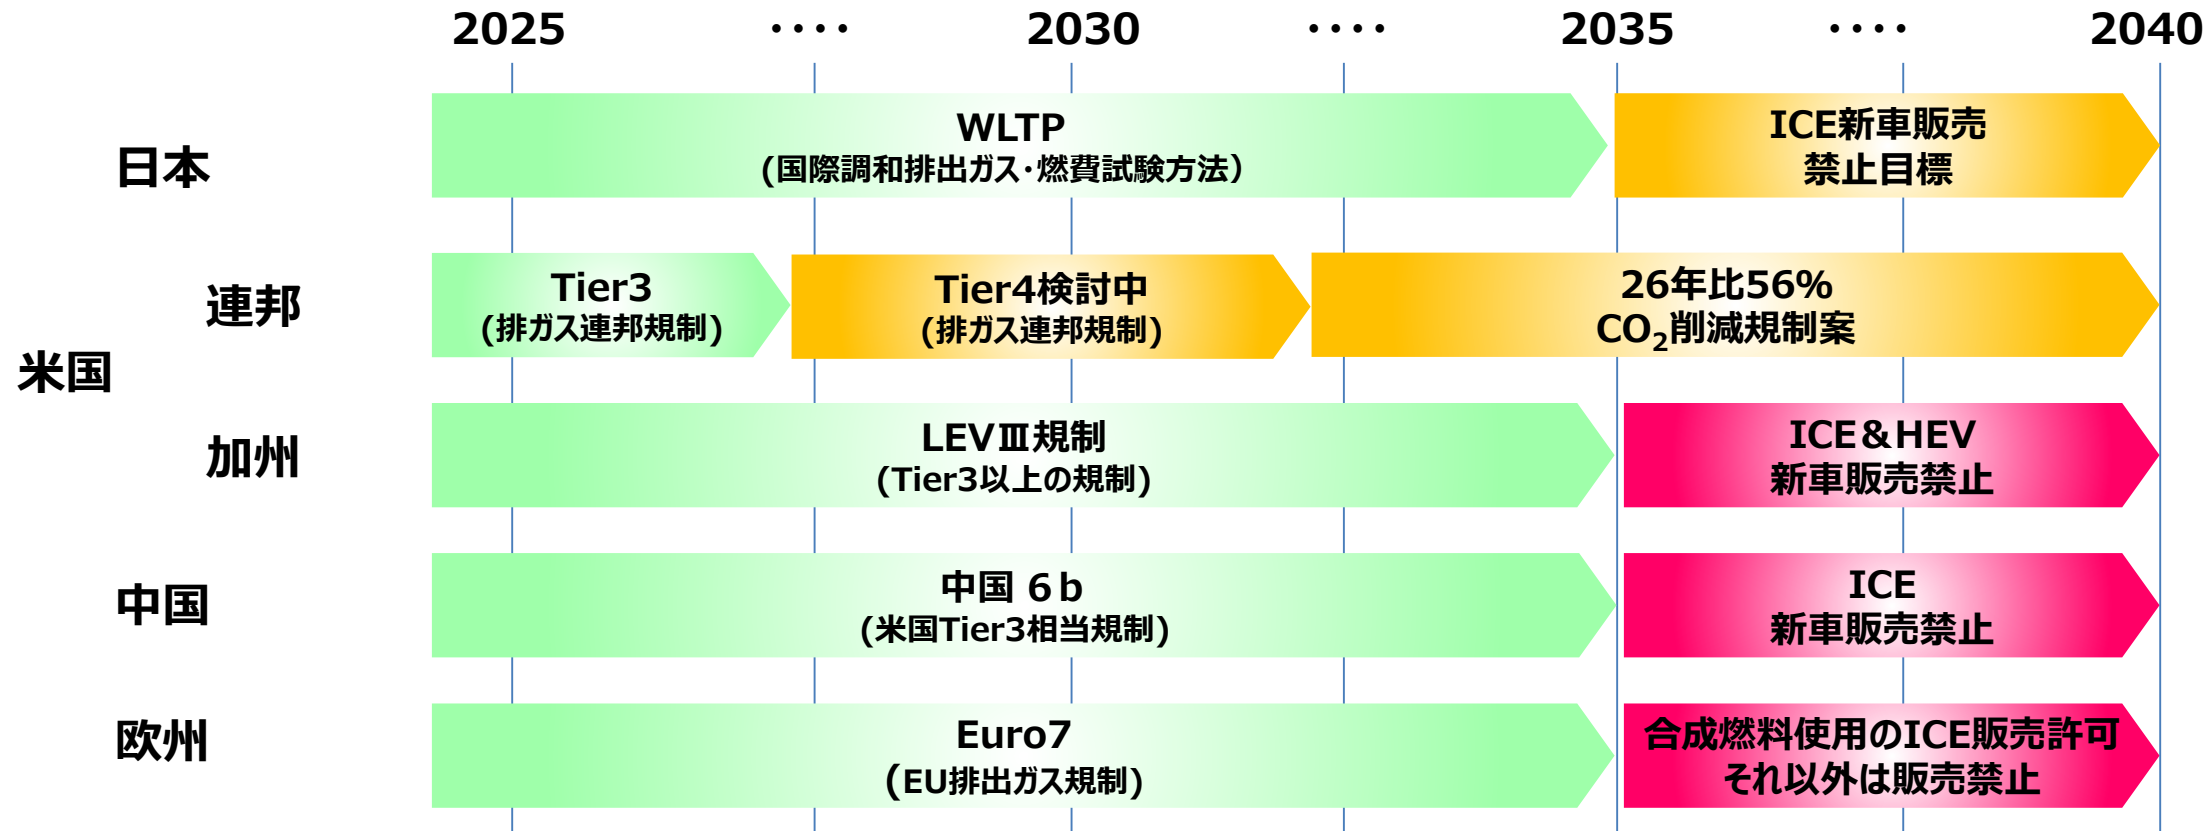 2025 ‥‥ 2030 ‥‥ 2035 ‥‥ 2040
日本
WLTP
(国際調和排出ガス・燃費試験方法）
ICE新車販売
禁止目標
米国
連邦
Tier3
(排ガス連邦規制)
Tier4検討中
(排ガス連邦規制)
26年比56%
CO₂削減規制案
加州
LEVⅢ規制
(Tier3以上の規制)
ICE＆HEV
新車販売禁止
中国
中国 ６ｂ
(米国Tier3相当規制)
ICE
新車販売禁止
欧州
Euro7
(EU排出ガス規制)
合成燃料使用のICE販売許可
それ以外は販売禁止